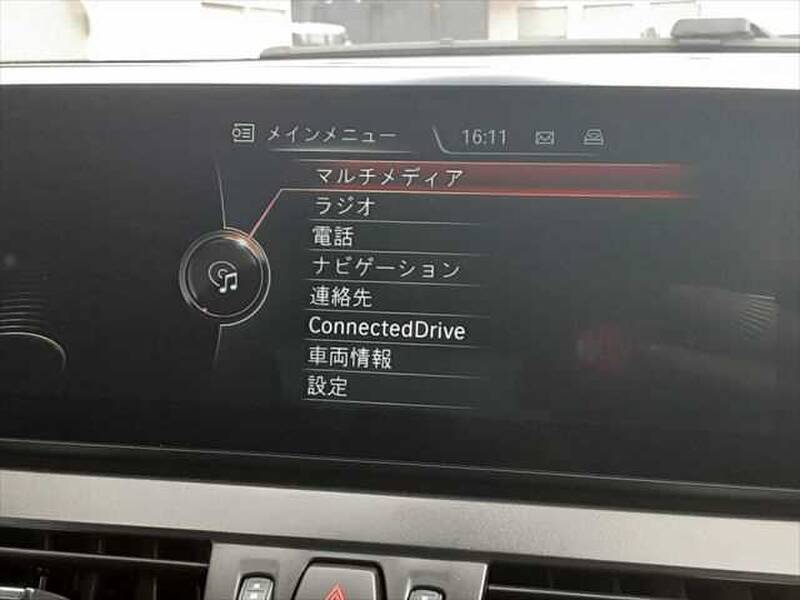 メインメニュー 16:11
マルチメディア
ラジオ
電話
ナビゲーション
連絡先
ConnectedDrive
車両情報
設定